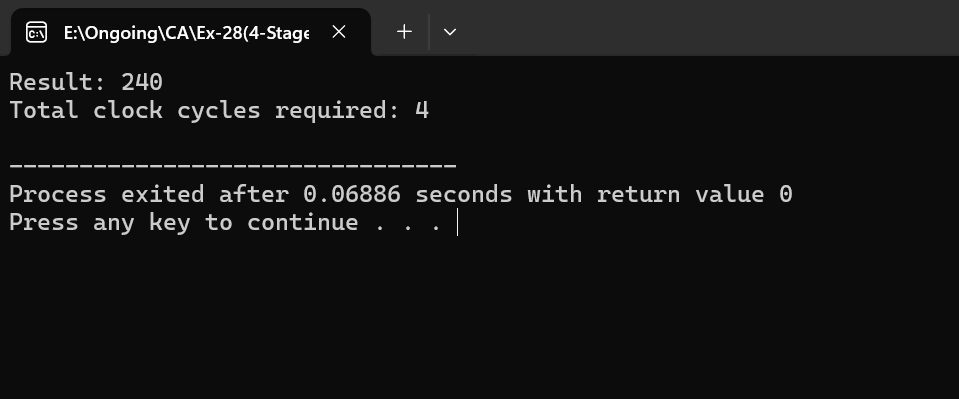 E:\Ongoing\CA\Ex-28(4-Stage
Result: 240
Total clock cycles required: 4
--------------------------------
Process exited after 0.06886 seconds with return value 0
Press any key to continue . . .